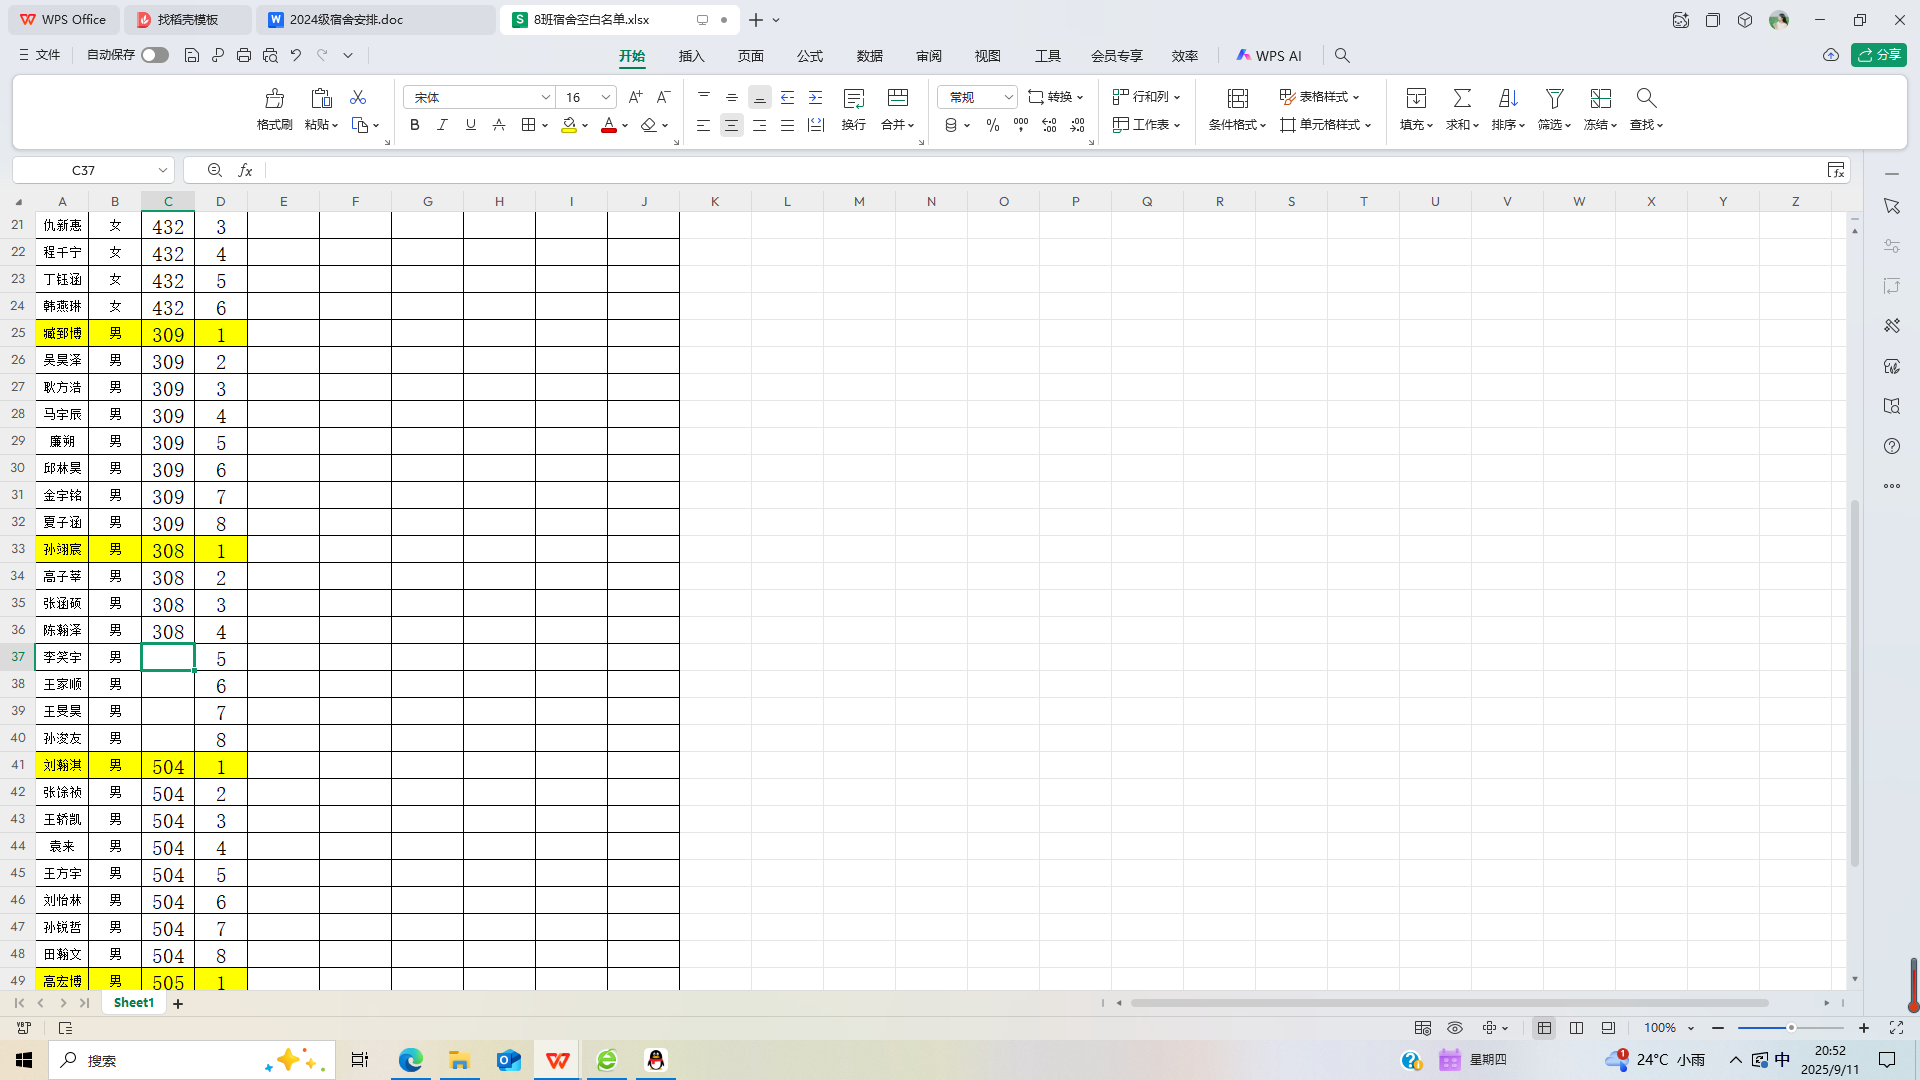 WPS Office 找稻壳模板 2024级宿舍安排.doc 8班宿舍空白名单.xlsx
文件 自动保存 开始 插入 页面 公式 数据 审阅 视图 工具 会员专享 效率 WPS AI 分享
宋体 16 常规 转换 行和列 表格样式
格式刷 粘贴 换行 合并 工作表 条件格式 单元格样式 填充 求和 排序 筛选 冻结 查找
C37
A B C D E F G H I J K L M N O P Q R S T U V W X Y Z
21 仇新惠 女 432 3
22 程千宁 女 432 4
23 丁钰涵 女 432 5
24 韩燕琳 女 432 6
25 臧郅博 男 309 1
26 吴昊泽 男 309 2
27 耿方浩 男 309 3
28 马宇辰 男 309 4
29 廉朔 男 309 5
30 邱林昊 男 309 6
31 金宇铭 男 309 7
32 夏子涵 男 309 8
33 孙翊宸 男 308 1
34 高子莘 男 308 2
35 张涵硕 男 308 3
36 陈瀚泽 男 308 4
37 李笑宇 男 5
38 王家顺 男 6
39 王旻昊 男 7
40 孙浚友 男 8
41 刘瀚淇 男 504 1
42 张馀祯 男 504 2
43 王轿凯 男 504 3
44 袁来 男 504 4
45 王方宇 男 504 5
46 刘怡林 男 504 6
47 孙锐哲 男 504 7
48 田瀚文 男 504 8
49 高宏博 男 505 1
Sheet1
100%
搜索 星期四 24°C 小雨 中 20:52
2025/9/11